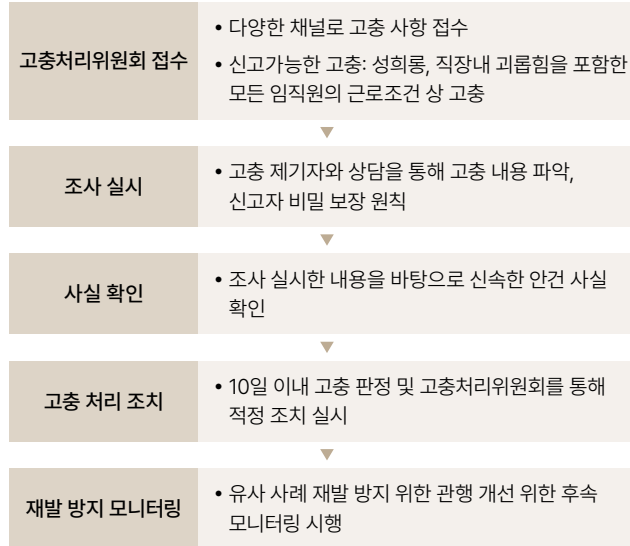 고충처리위원회 접수
• 다양한 채널로 고충 사항 접수
• 신고가능한 고충: 성희롱, 직장내 괴롭힘을 포함한
모든 임직원의 근로조건 상 고충
조사 실시
• 고충 제기자와 상담을 통해 고충 내용 파악,
신고자 비밀 보장 원칙
사실 확인
• 조사 실시한 내용을 바탕으로 신속한 안건 사실
확인
고충 처리 조치
• 10일 이내 고충 판정 및 고충처리위원회를 통해
적정 조치 실시
재발 방지 모니터링
• 유사 사례 재발 방지 위한 관행 개선 위한 후속
모니터링 시행